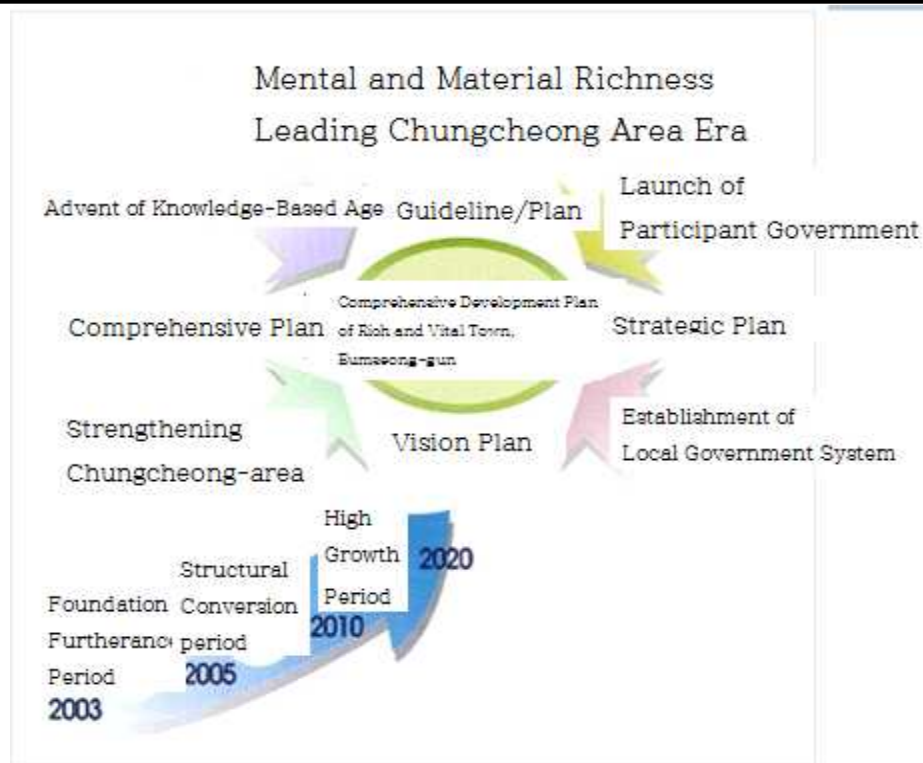 Mental and Material Richness
Leading Chungcheong Area Era
Advent of Knowledge-Based Age
Guideline/Plan
Launch of
Participant Government
Comprehensive Plan
Comprehensive Development Plan
of Rich and Vital Town,
Eumseong-gun
Strategic Plan
Strengthening
Chungcheong-area
Vision Plan
Establishment of
Local Government System
Foundation
Furtherance
Period
2003
Structural
Conversion
period
2005
High
Growth
Period
2010
2020